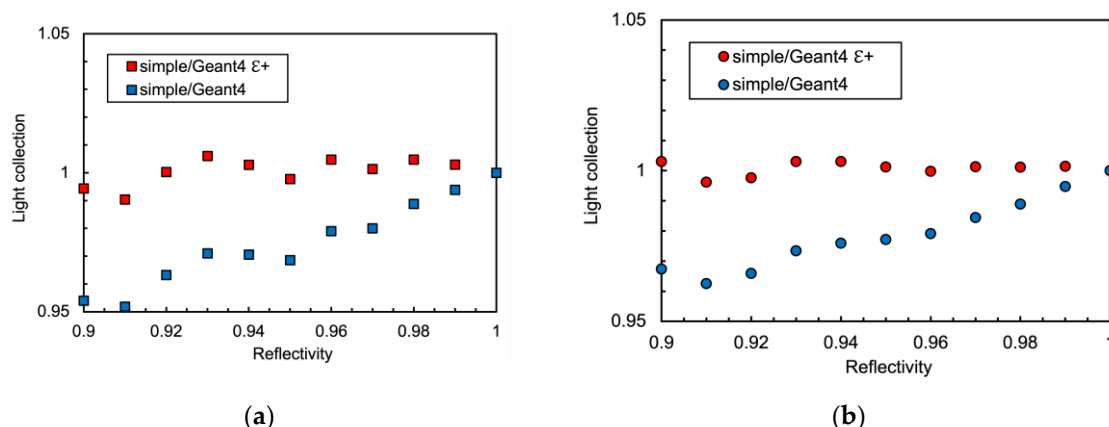 1.05
simple/Geant4 ℇ+
simple/Geant4
Light collection
1
0.95
0.9 0.92 0.94 0.96 0.98 1
Reflectivity
(a)
1.05
simple/Geant4 ℇ+
simple/Geant4
Light collection
1
0.95
0.9 0.92 0.94 0.96 0.98 1
Reflectivity
(b)